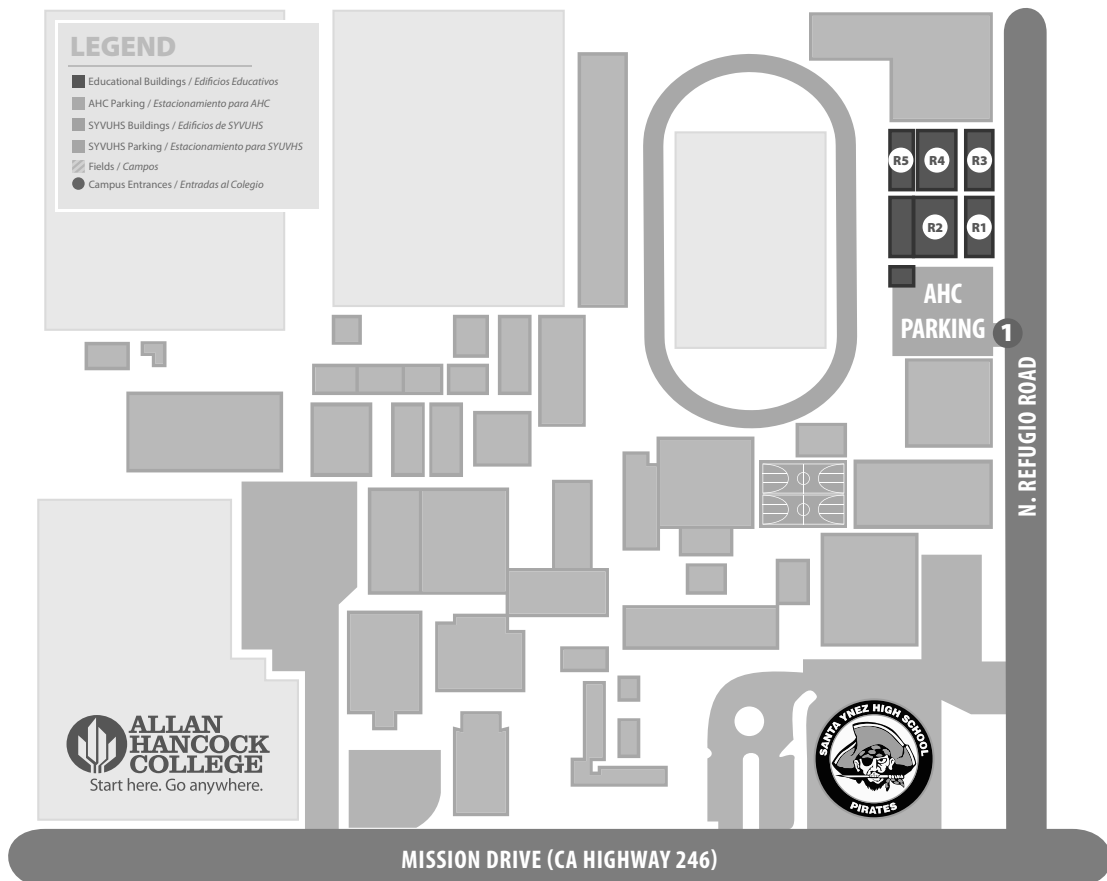 LEGEND
Educational Buildings / Edificios Educativos
AHC Parking / Estacionamiento para AHC
SYVUHS Buildings / Edificios de SYVUHS
SYVUHS Parking / Estacionamiento para SYUVHS
Fields / Campos
Campus Entrances / Entradas al Colegio
R5
R4
R3
R2
R1
AHC
PARKING
1
N. REFUGIO ROAD
ALLAN
HANCOCK
COLLEGE
Start here. Go anywhere.
SANTA YNEZ HIGH SCHOOL
PIRATES
MISSION DRIVE (CA HIGHWAY 246)